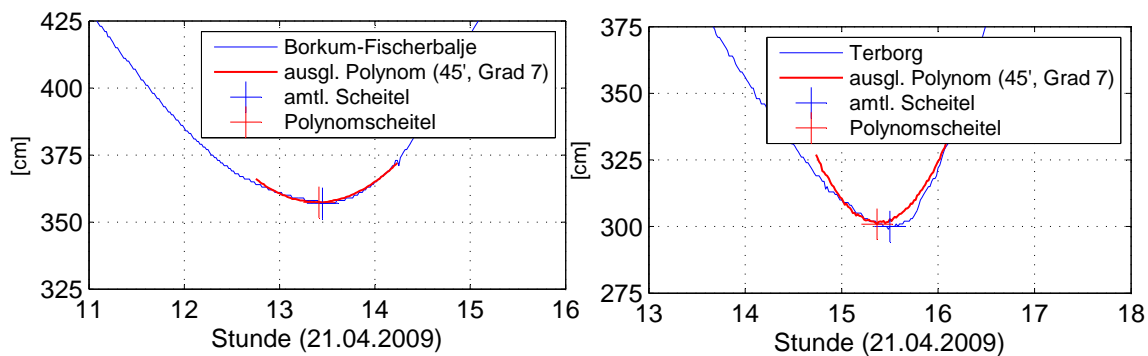 425
400
375
350
325
[cm]
Borkum-Fischerbalje
ausgl. Polynom (45', Grad 7)
amtl. Scheitel
Polynomscheitel
11 12 13 14 15 16
Stunde (21.04.2009)
375
350
325
300
275
[cm]
Terborg
ausgl. Polynom (45', Grad 7)
amtl. Scheitel
Polynomscheitel
13 14 15 16 17 18
Stunde (21.04.2009)